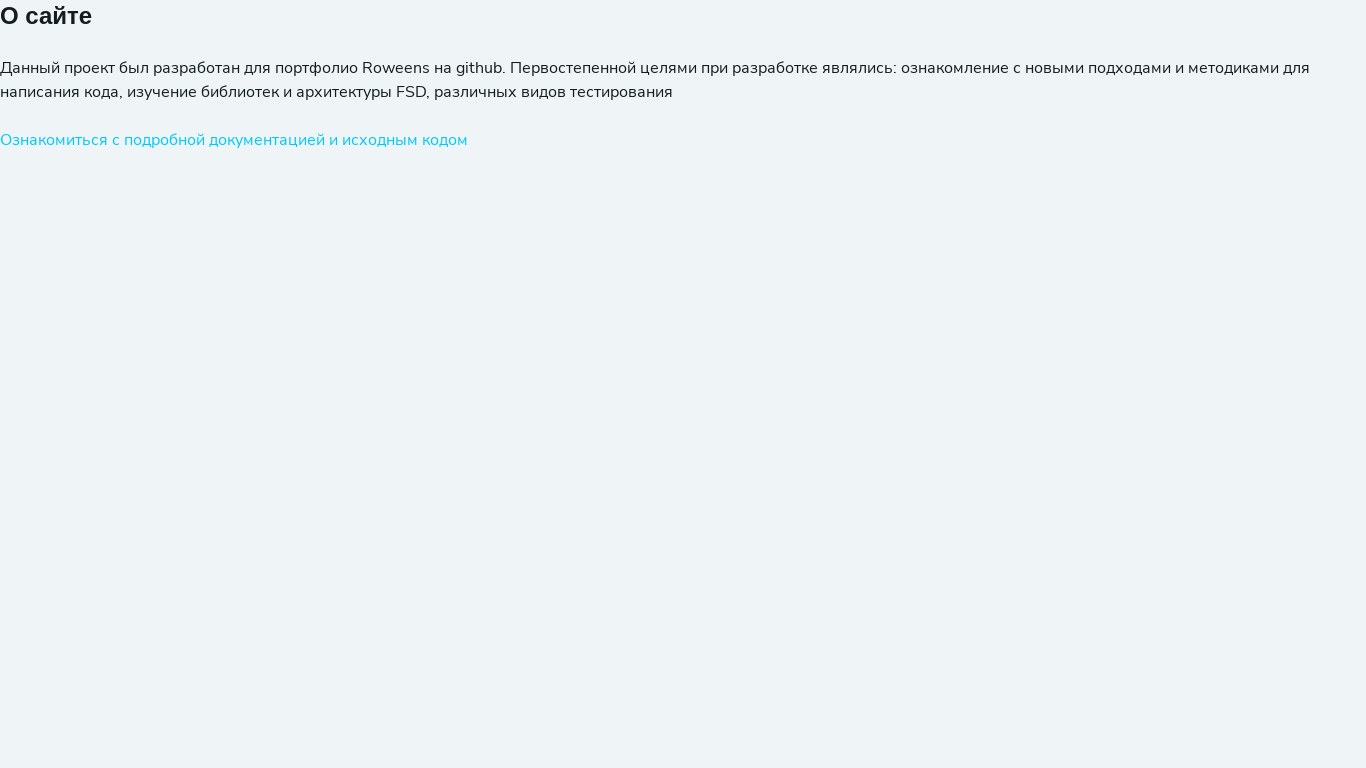 О сайте
Данный проект был разработан для портфолио Roweens на github. Первостепенной целями при разработке являлись: ознакомление с новыми подходами и методиками для
написания кода, изучение библиотек и архитектуры FSD, различных видов тестирования
Ознакомиться с подробной документацией и исходным кодом